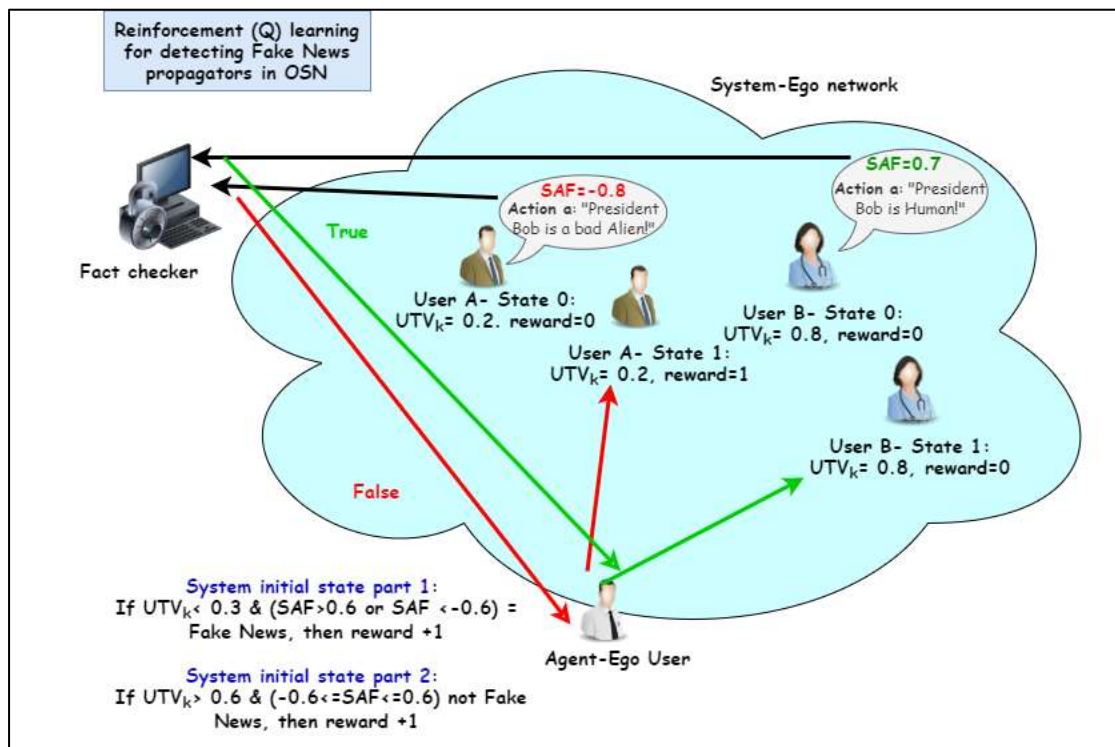 Reinforcement (Q) learning
for detecting Fake News
propagators in OSN
System-Ego network
SAF=0.7
Action a: "President
Bob is Human!"
SAF=-0.8
Action a: "President
Bob is a bad Alien!"
True
Fact checker
User A- State 0:
UTVk= 0.2. reward=0
User B- State 0:
UTVk= 0.8, reward=0
User A- State 1:
UTVk= 0.2, reward=1
User B- State 1:
UTVk= 0.8, reward=0
False
System initial state part 1:
If UTVk< 0.3 & (SAF>0.6 or SAF <-0.6) =
Fake News, then reward +1
Agent-Ego User
System initial state part 2:
If UTVk> 0.6 & (-0.6<=SAF<=0.6) not Fake
News, then reward +1